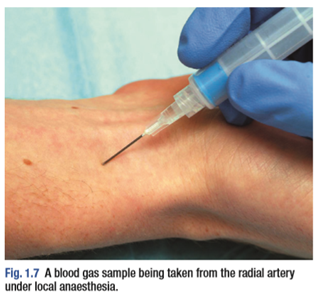 Fig. 1.7 A blood gas sample being taken from the radial artery
under local anaesthesia.